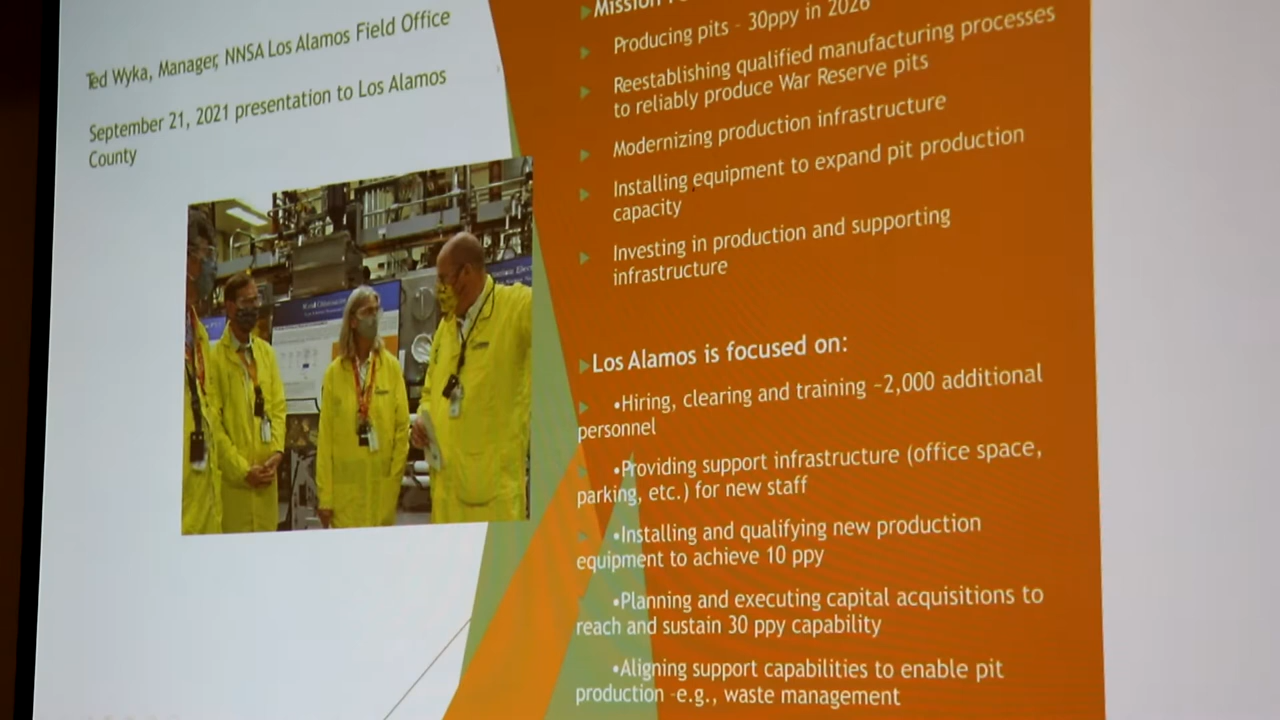 Ted Wyka, Manager, NNSA Los Alamos Field Office
September 21, 2021 presentation to Los Alamos
County
Mission
Producing pits - 30ppy in 2026
Reestablishing qualified manufacturing processes
to reliably produce War Reserve pits
Modernizing production infrastructure
Installing equipment to expand pit production
capacity
Investing in production and supporting
infrastructure
Los Alamos is focused on:
•Hiring, clearing and training ~2,000 additional
personnel
•Providing support infrastructure (office space,
parking, etc.) for new staff
•Installing and qualifying new production
equipment to achieve 10 ppy
•Planning and executing capital acquisitions to
reach and sustain 30 ppy capability
•Aligning support capabilities to enable pit
production -e.g., waste management